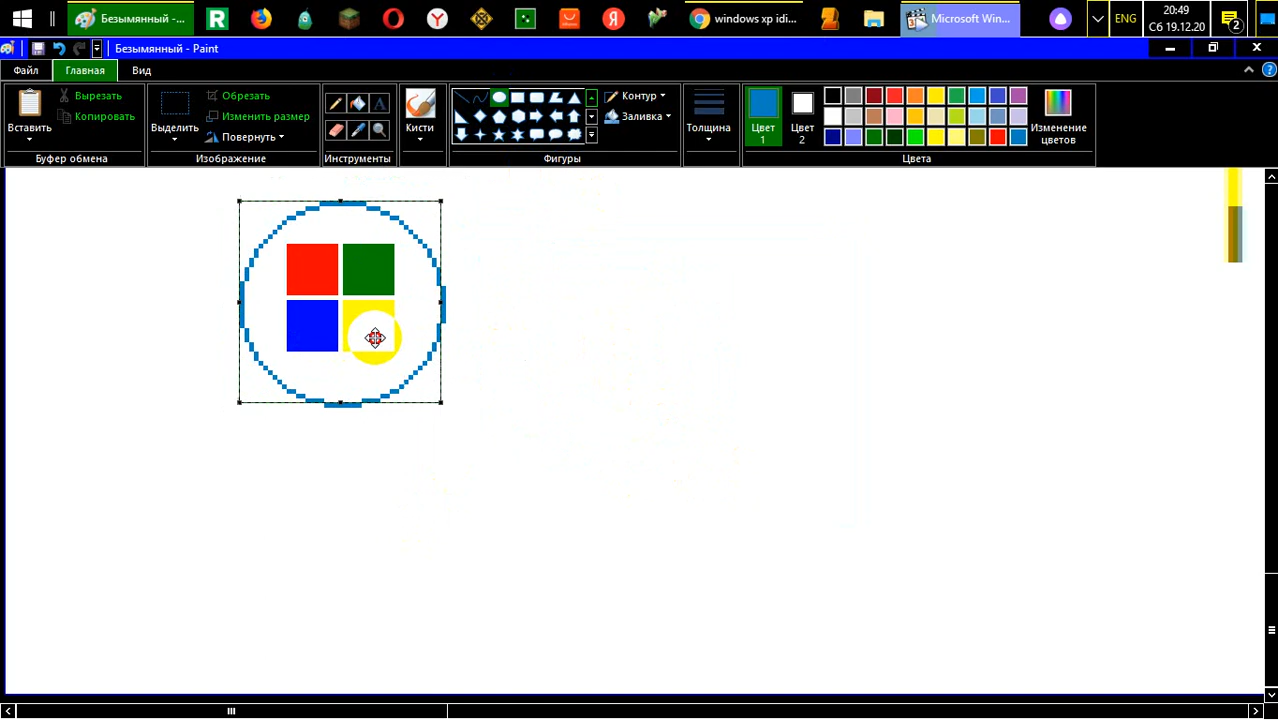 Безымянный -...
windows xp idi...
Microsoft Win...
ENG
20:49
Сб 19.12.20
2
Безымянный - Paint
Файл
Главная
Вид
Вставить
Вырезать
Копировать
Буфер обмена
Выделить
Обрезать
Изменить размер
Повернуть
Изображение
Инструменты
Кисти
Контур
Заливка
Фигуры
Толщина
Цвет
1
Цвет
2
Изменение
цветов
Цвета